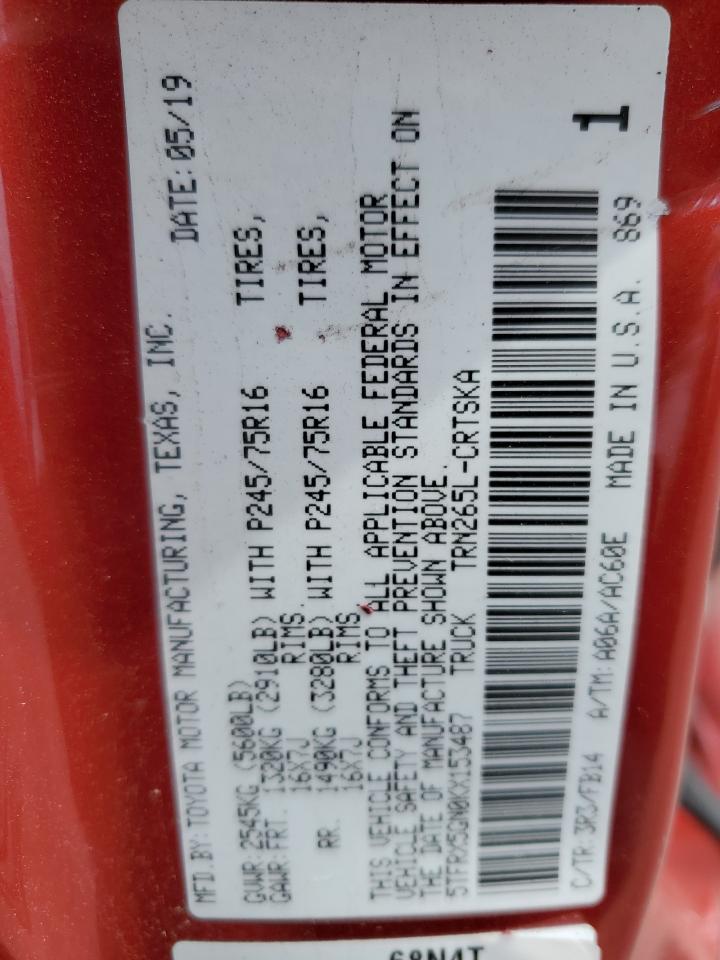 MFD.BY:TOYOTA MOTOR MANUFACTURING, TEXAS, INC. DATE:05/19
GVWR:2545KG (5600LB)
GAWR:FRT. 1320KG (2910LB) WITH P245/75R16 TIRES,
16X7J RIMS.
RR. 1490KG (3280LB) WITH P245/75R16 TIRES,
16X7J RIMS
THIS VEHICLE CONFORMS TO ALL APPLICABLE FEDERAL MOTOR
VEHICLE SAFETY AND THEFT PREVENTION STANDARDS IN EFFECT ON
THE DATE OF MANUFACTURE SHOWN ABOVE.
5TFRX5GN0KX153487 TRUCK TRN265L-CRTSKA
1
C/TR:3R3/FB14 A/TM:A06A/AC60E MADE IN U.S.A. 869
68N4T